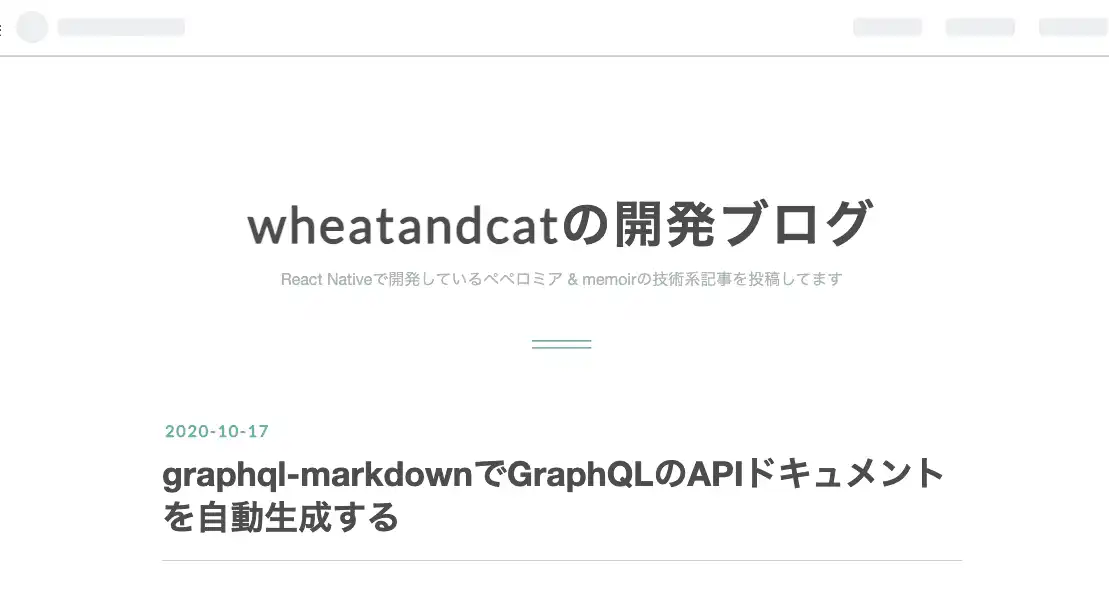 wheatandcatの開発ブログ
React Nativeで開発しているペペロミア & memoirの技術系記事を投稿してます
2020-10-17
graphql-markdownでGraphQLのAPIドキュメント
を自動生成する